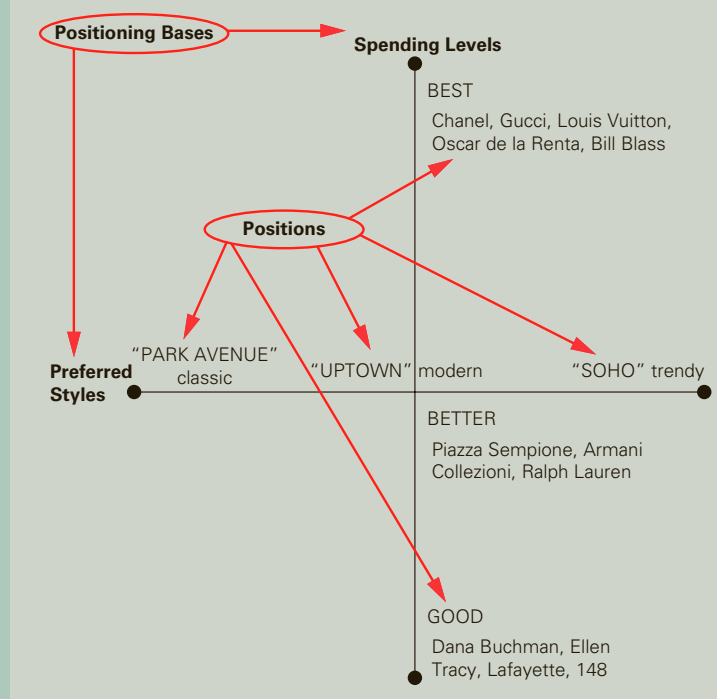 Positioning Bases
Spending Levels
BEST
Chanel, Gucci, Louis Vuitton,
Oscar de la Renta, Bill Blass
Positions
"PARK AVENUE"
classic
"UPTOWN" modern
"SOHO" trendy
Preferred
Styles
BETTER
Piazza Sempione, Armani
Collezioni, Ralph Lauren
GOOD
Dana Buchman, Ellen
Tracy, Lafayette, 148